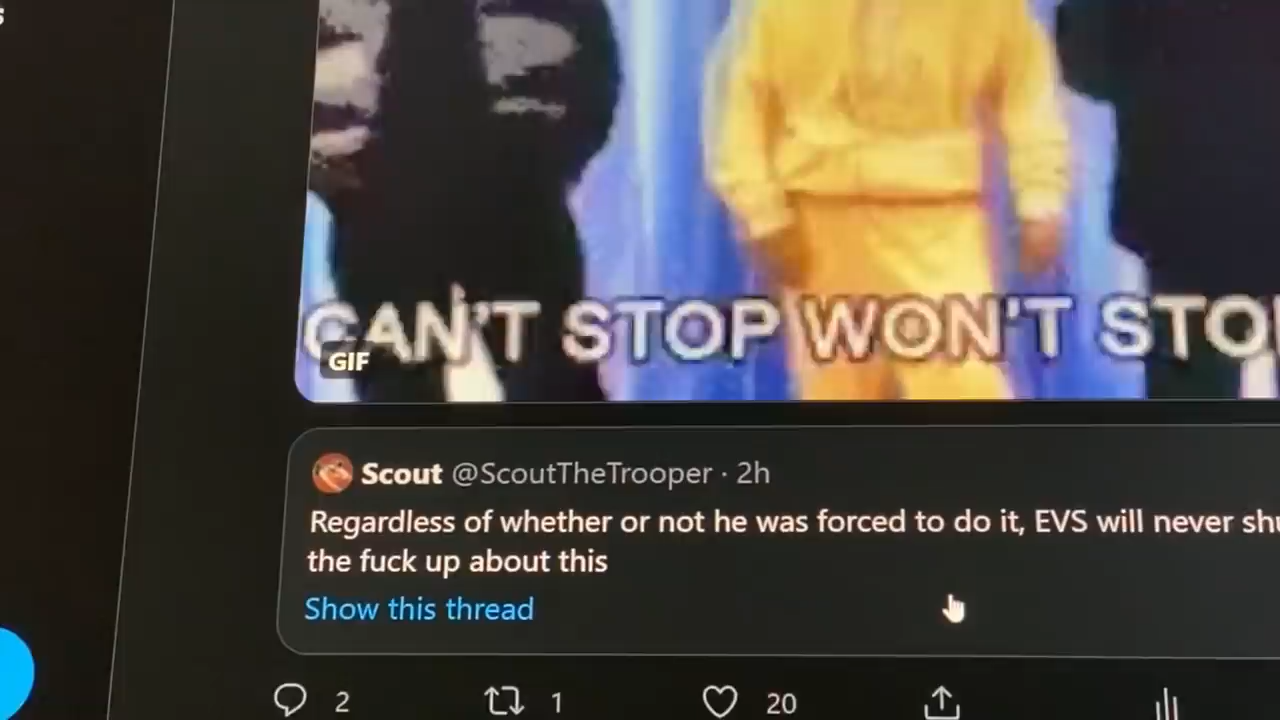 CAN'T STOP WON'T STO
GIF
Scout @ScoutTheTrooper · 2h
Regardless of whether or not he was forced to do it, EVS will never sh
the fuck up about this
Show this thread
2 1 20